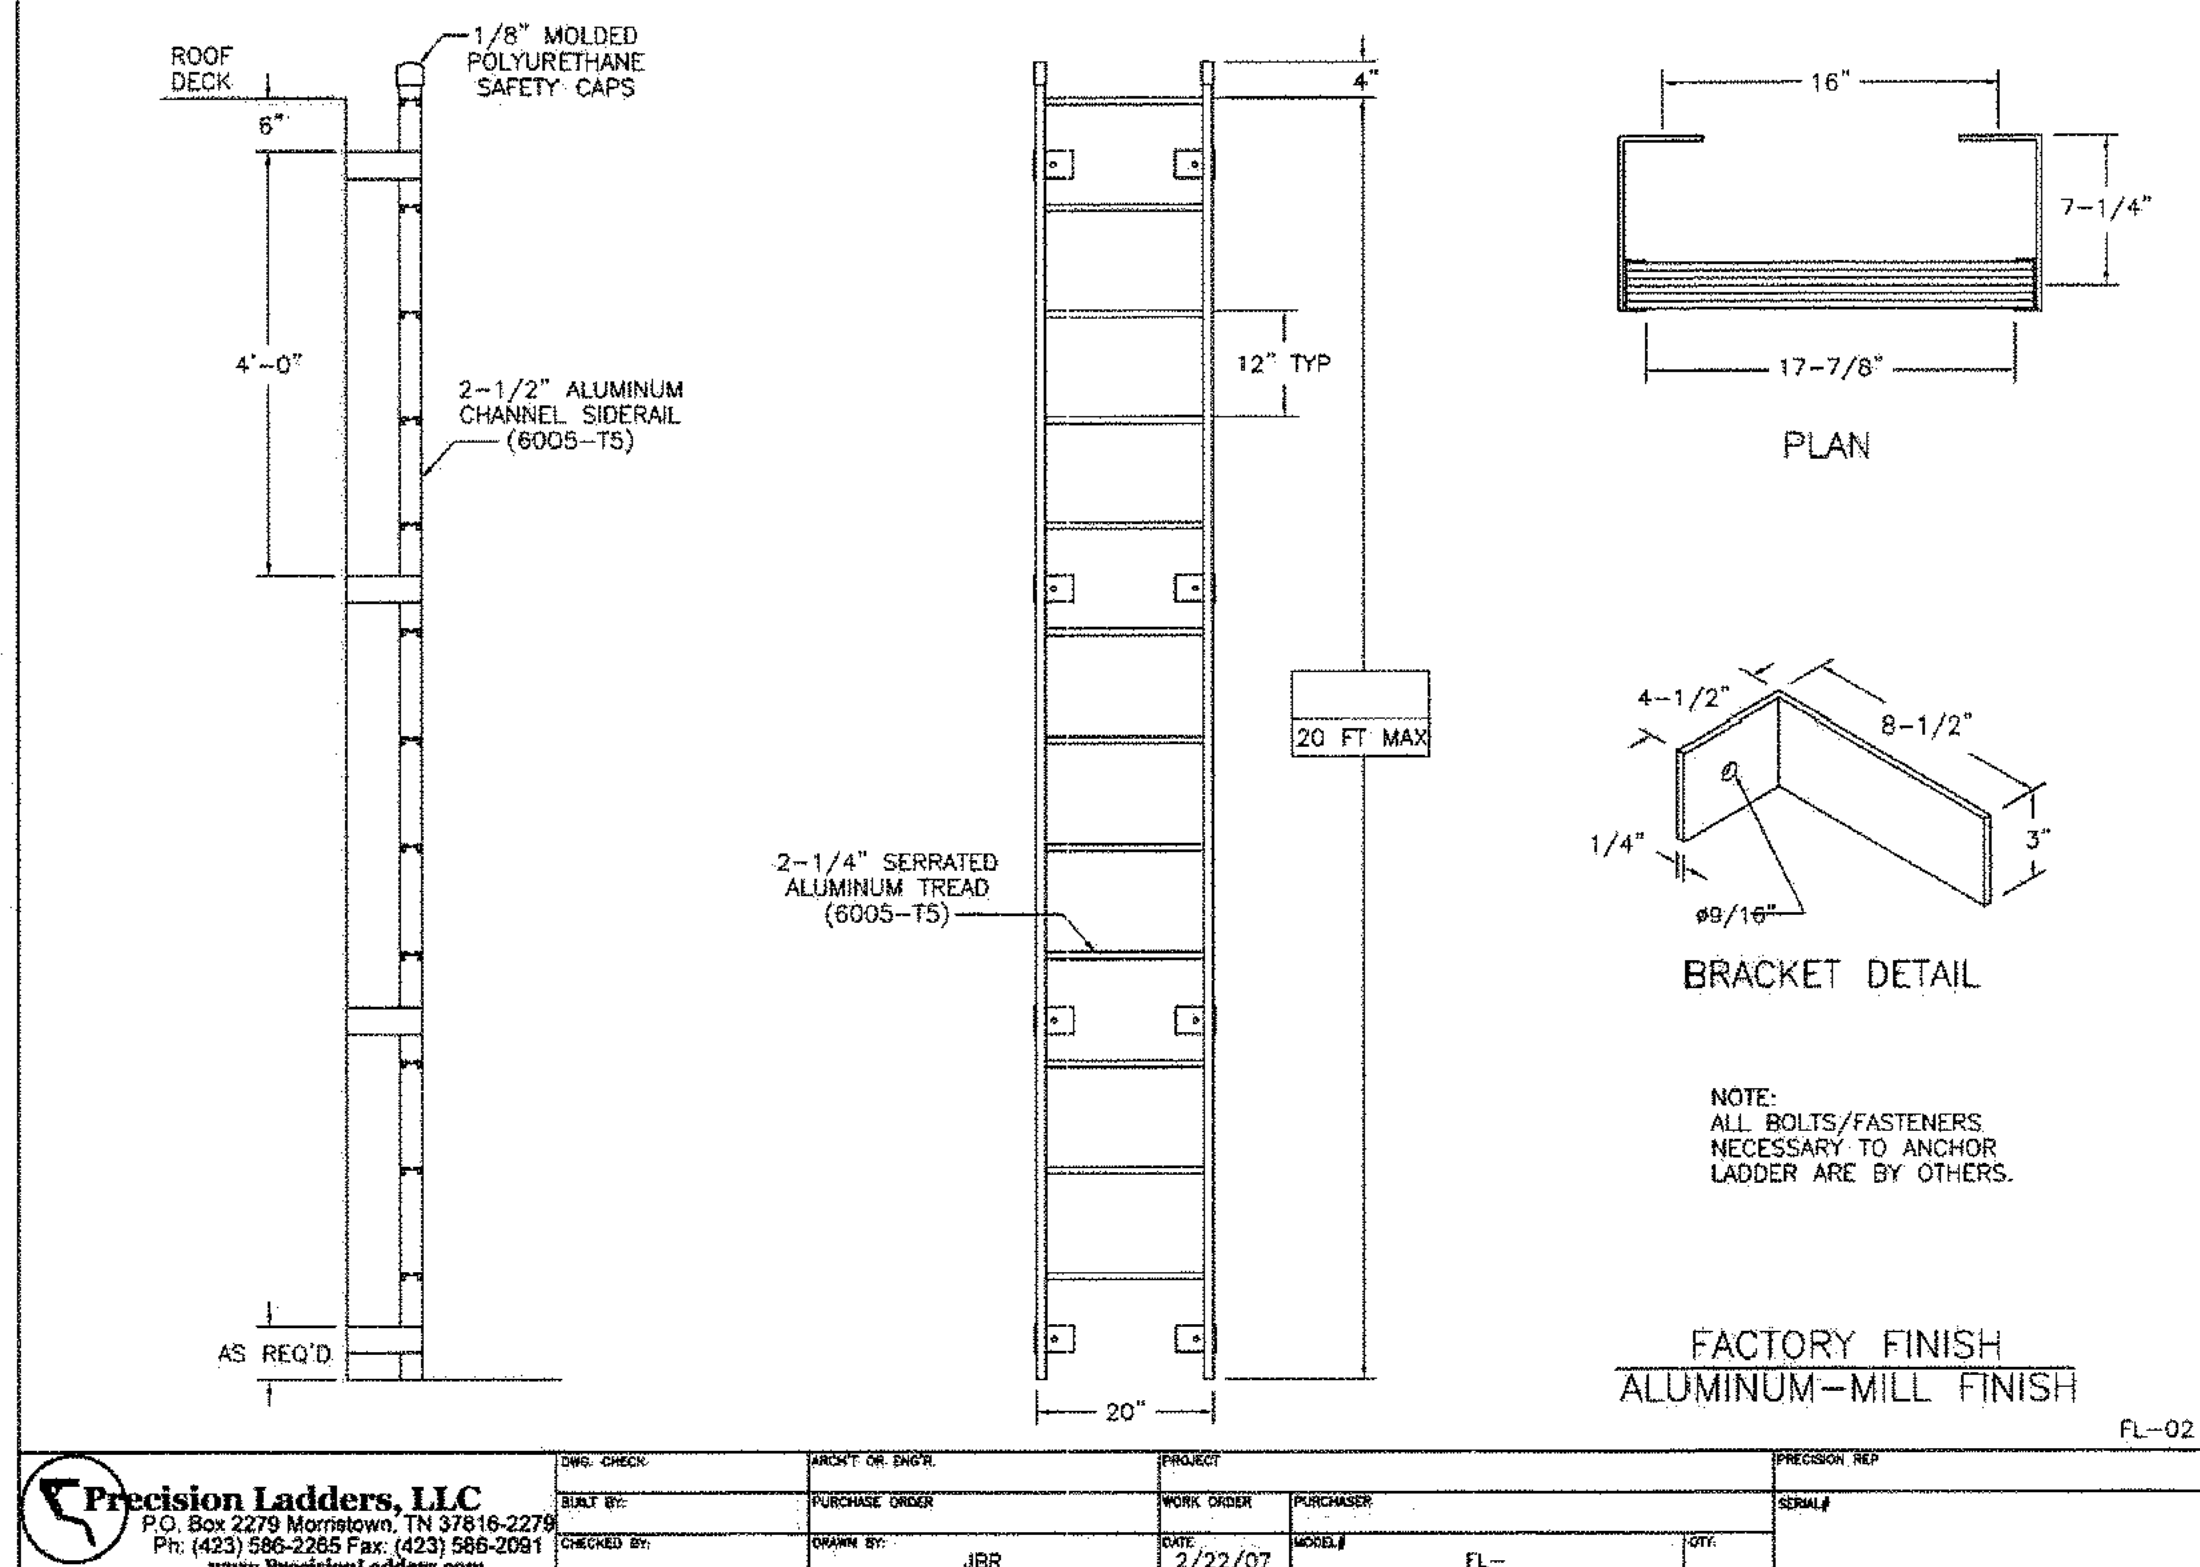 ROOF
DECK
6"
4'-0"
AS REQ'D
1/8" MOLDED
POLYURETHANE
SAFETY CAPS
2-1/2" ALUMINUM
CHANNEL SIDERAIL
(6005-T5)
4"
12" TYP
20 FT MAX
2-1/4" SERRATED
ALUMINUM TREAD
(6005-T5)
20"
16"
7-1/4"
17-7/8"
PLAN
4-1/2"
8-1/2"
3"
1/4"
ø9/16"
BRACKET DETAIL
NOTE:
ALL BOLTS/FASTENERS
NECESSARY TO ANCHOR
LADDER ARE BY OTHERS.
FACTORY FINISH
ALUMINUM-MILL FINISH
FL-02
Precision Ladders, LLC
P.O. Box 2279 Morristown, TN 37816-2279
Ph: (423) 586-2265 Fax: (423) 586-2091
www.PrecisionLadders.com
DWG. CHECK
ARCH'T OR ENG'R.
PROJECT
PRECISION REP
BUILT BY:
PURCHASE ORDER
WORK ORDER
PURCHASER
SERIAL#
CHECKED BY:
DRAWN BY:
JBR
DATE
2/22/07
MODEL#
FL-
QTY.